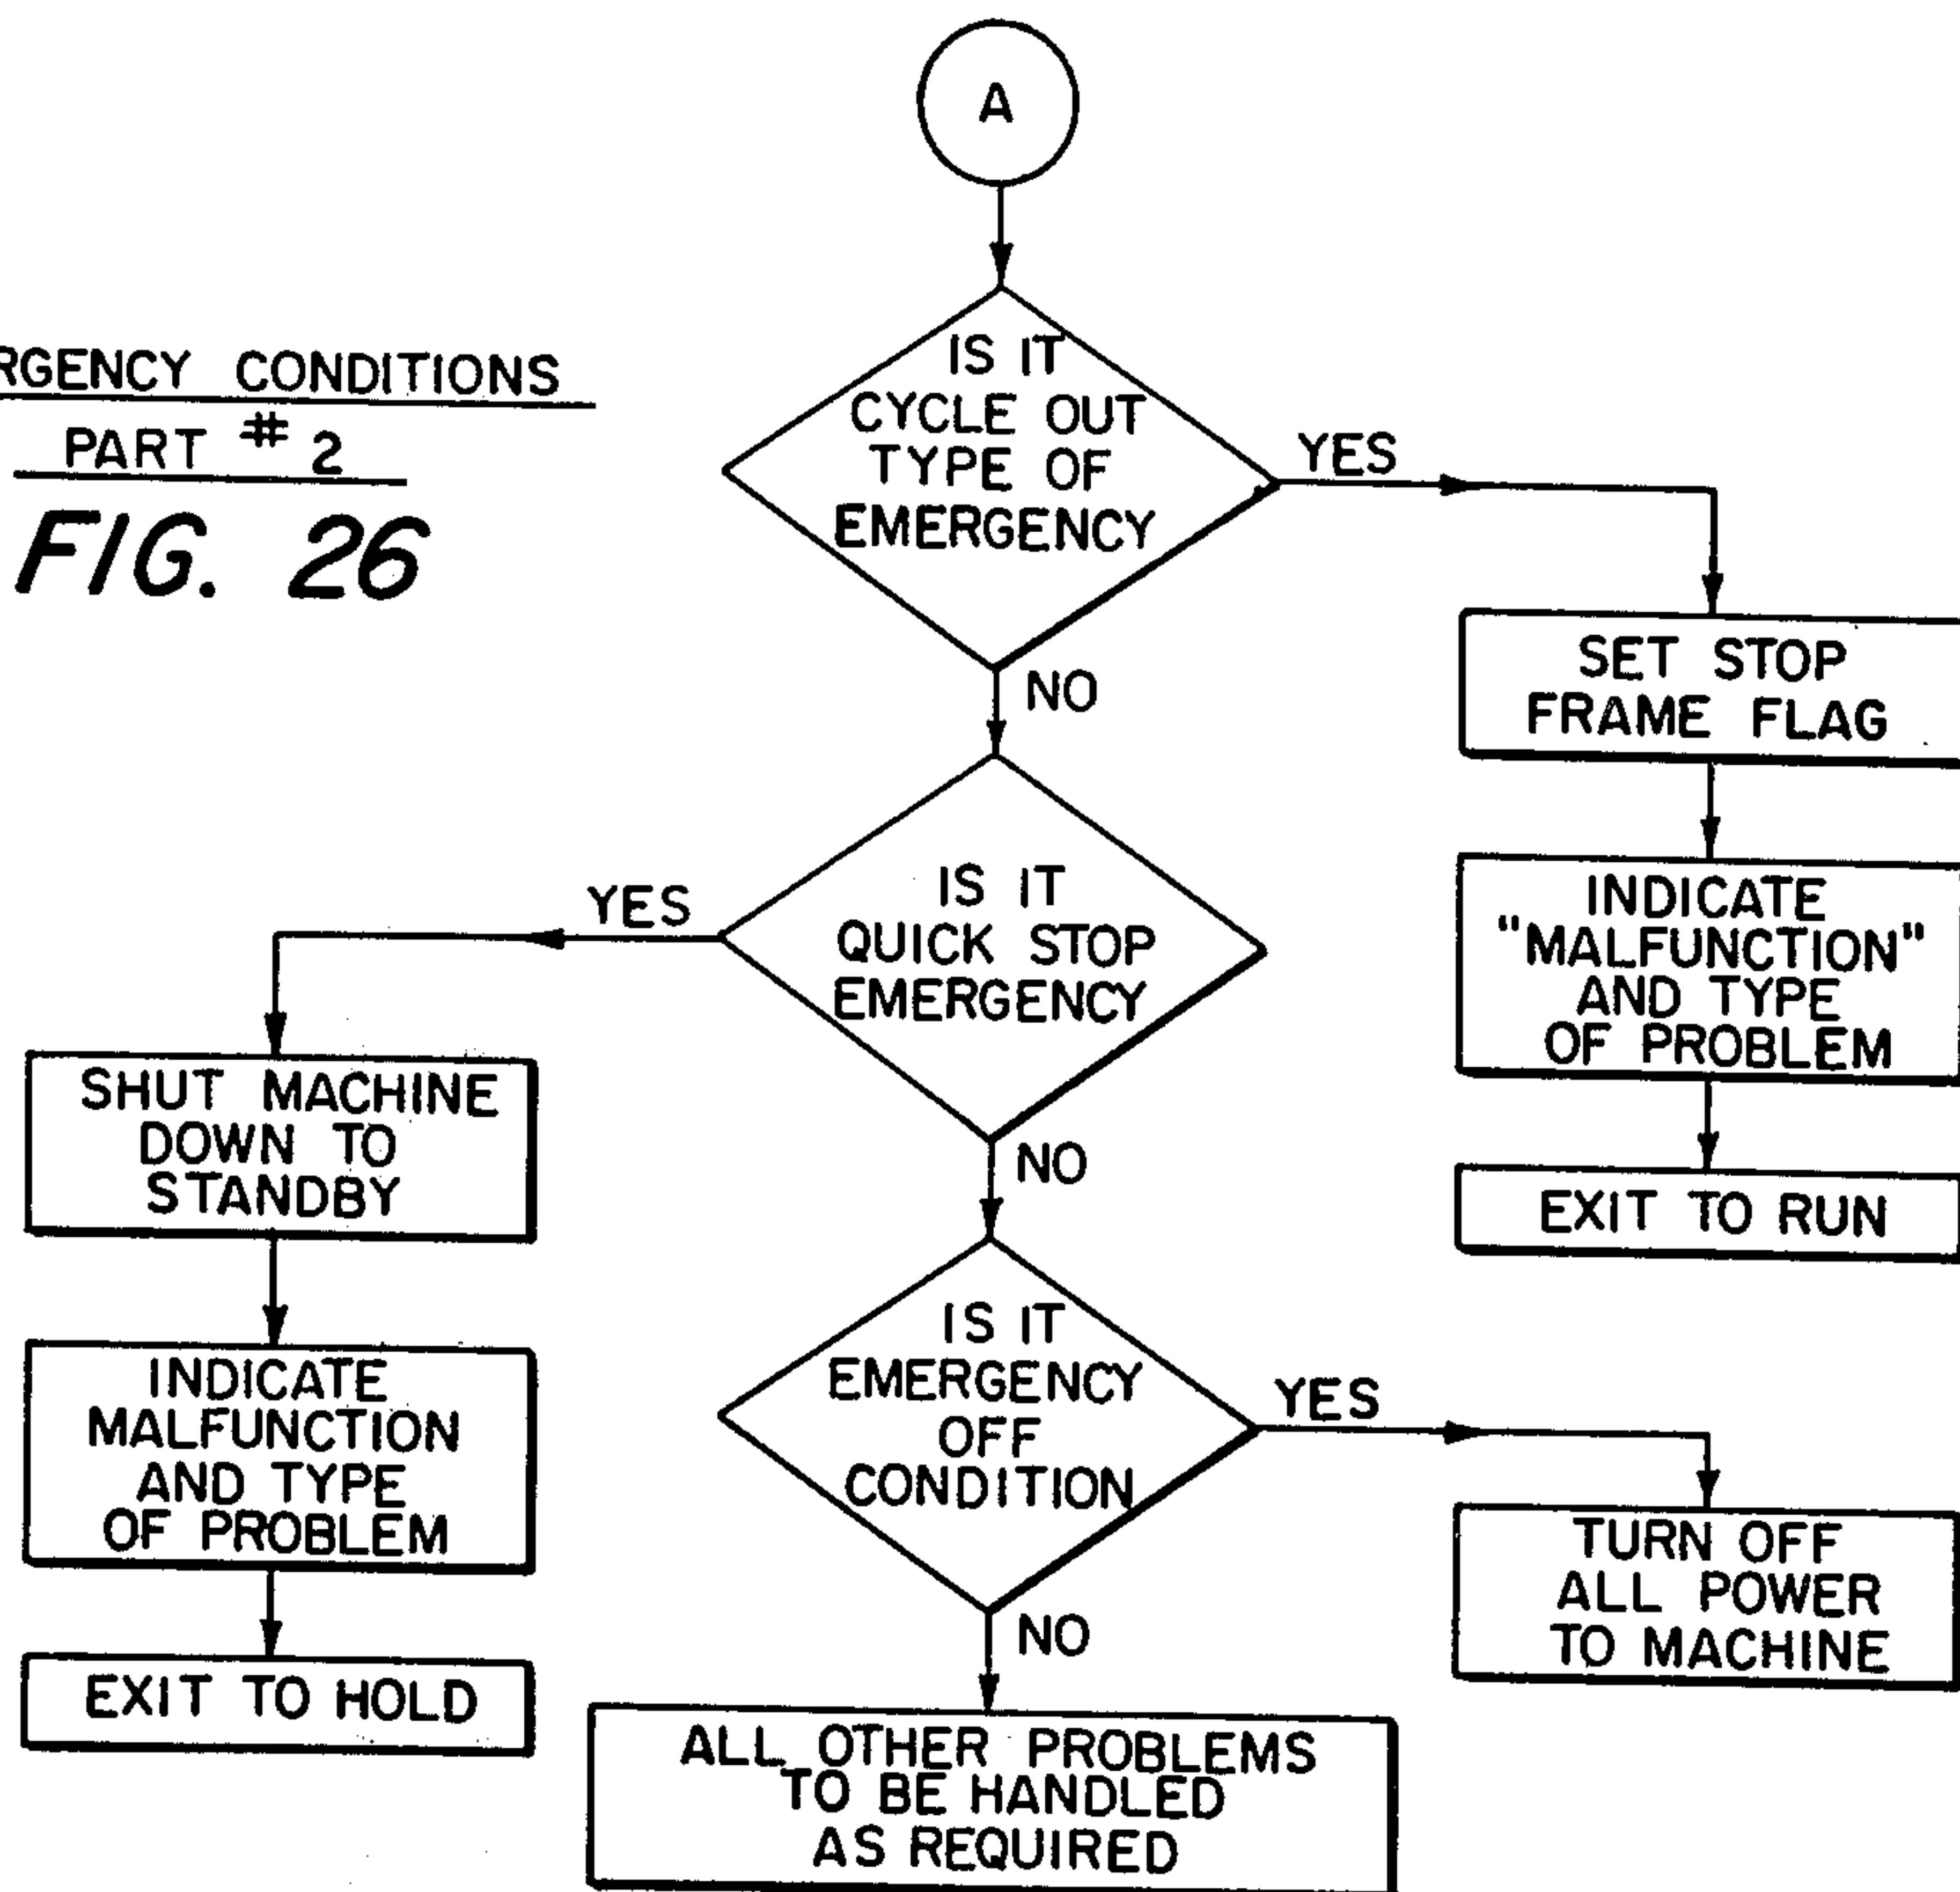 A
IS IT
CYCLE OUT
TYPE OF
EMERGENCY
YES
NO
RGENCY CONDITIONS
PART # 2
FIG. 26
SET STOP
FRAME FLAG
INDICATE
"MALFUNCTION"
AND TYPE
OF PROBLEM
EXIT TO RUN
IS IT
QUICK STOP
EMERGENCY
YES
NO
SHUT MACHINE
DOWN TO
STANDBY
INDICATE
MALFUNCTION
AND TYPE
OF PROBLEM
EXIT TO HOLD
IS IT
EMERGENCY
OFF
CONDITION
YES
NO
TURN OFF
ALL POWER
TO MACHINE
ALL OTHER PROBLEMS
TO BE HANDLED
AS REQUIRED